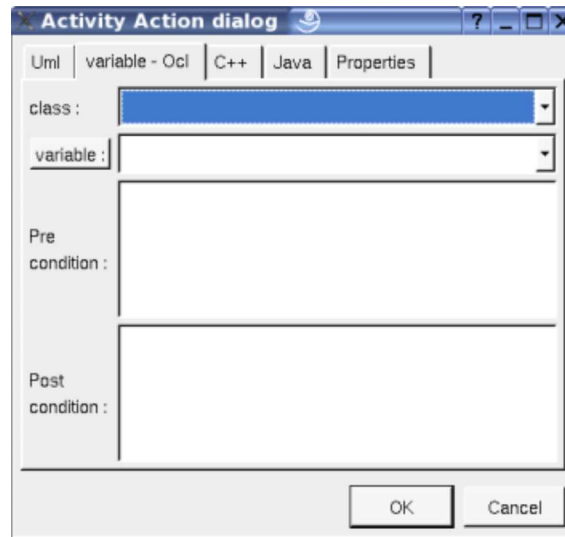 Activity Action dialog ? _ □ X
Uml variable - Ocl C++ Java Properties
class :
variable :
Pre
condition :
Post
condition :
OK Cancel